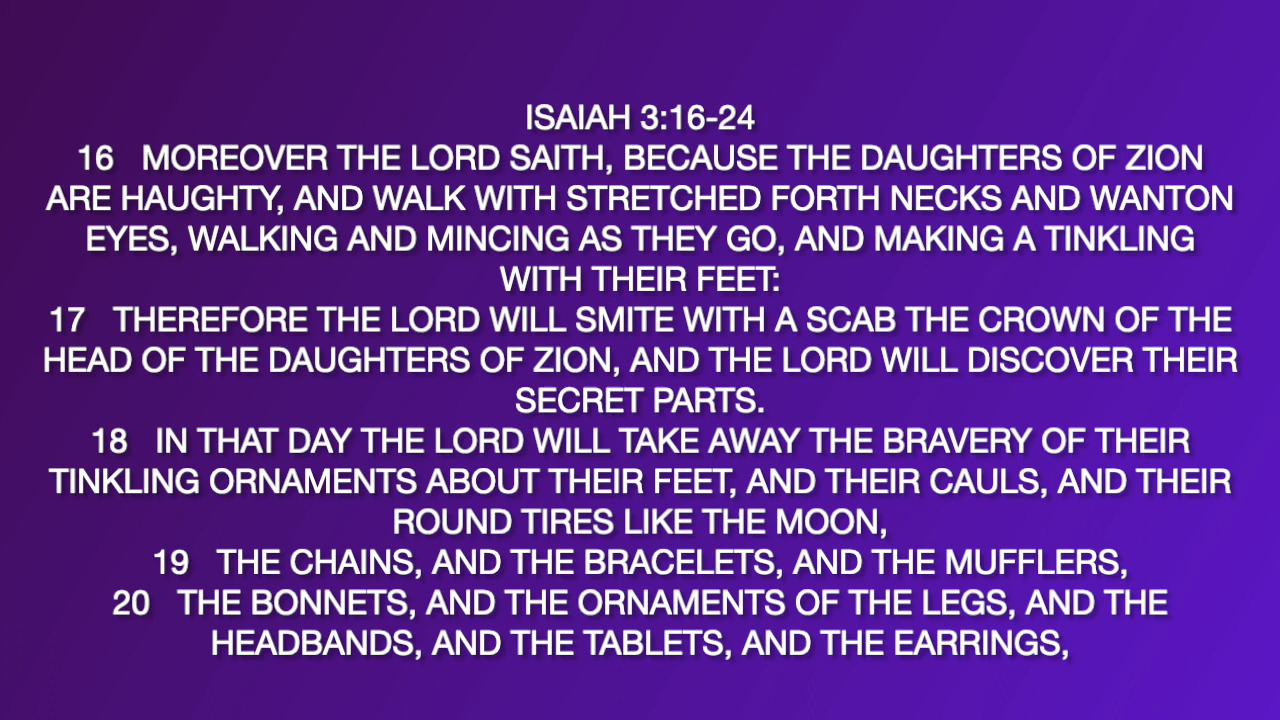 ISAIAH 3:16-24
16 MOREOVER THE LORD SAITH, BECAUSE THE DAUGHTERS OF ZION
ARE HAUGHTY, AND WALK WITH STRETCHED FORTH NECKS AND WANTON
EYES, WALKING AND MINCING AS THEY GO, AND MAKING A TINKLING
WITH THEIR FEET:
17 THEREFORE THE LORD WILL SMITE WITH A SCAB THE CROWN OF THE
HEAD OF THE DAUGHTERS OF ZION, AND THE LORD WILL DISCOVER THEIR
SECRET PARTS.
18 IN THAT DAY THE LORD WILL TAKE AWAY THE BRAVERY OF THEIR
TINKLING ORNAMENTS ABOUT THEIR FEET, AND THEIR CAULS, AND THEIR
ROUND TIRES LIKE THE MOON,
19 THE CHAINS, AND THE BRACELETS, AND THE MUFFLERS,
20 THE BONNETS, AND THE ORNAMENTS OF THE LEGS, AND THE
HEADBANDS, AND THE TABLETS, AND THE EARRINGS,